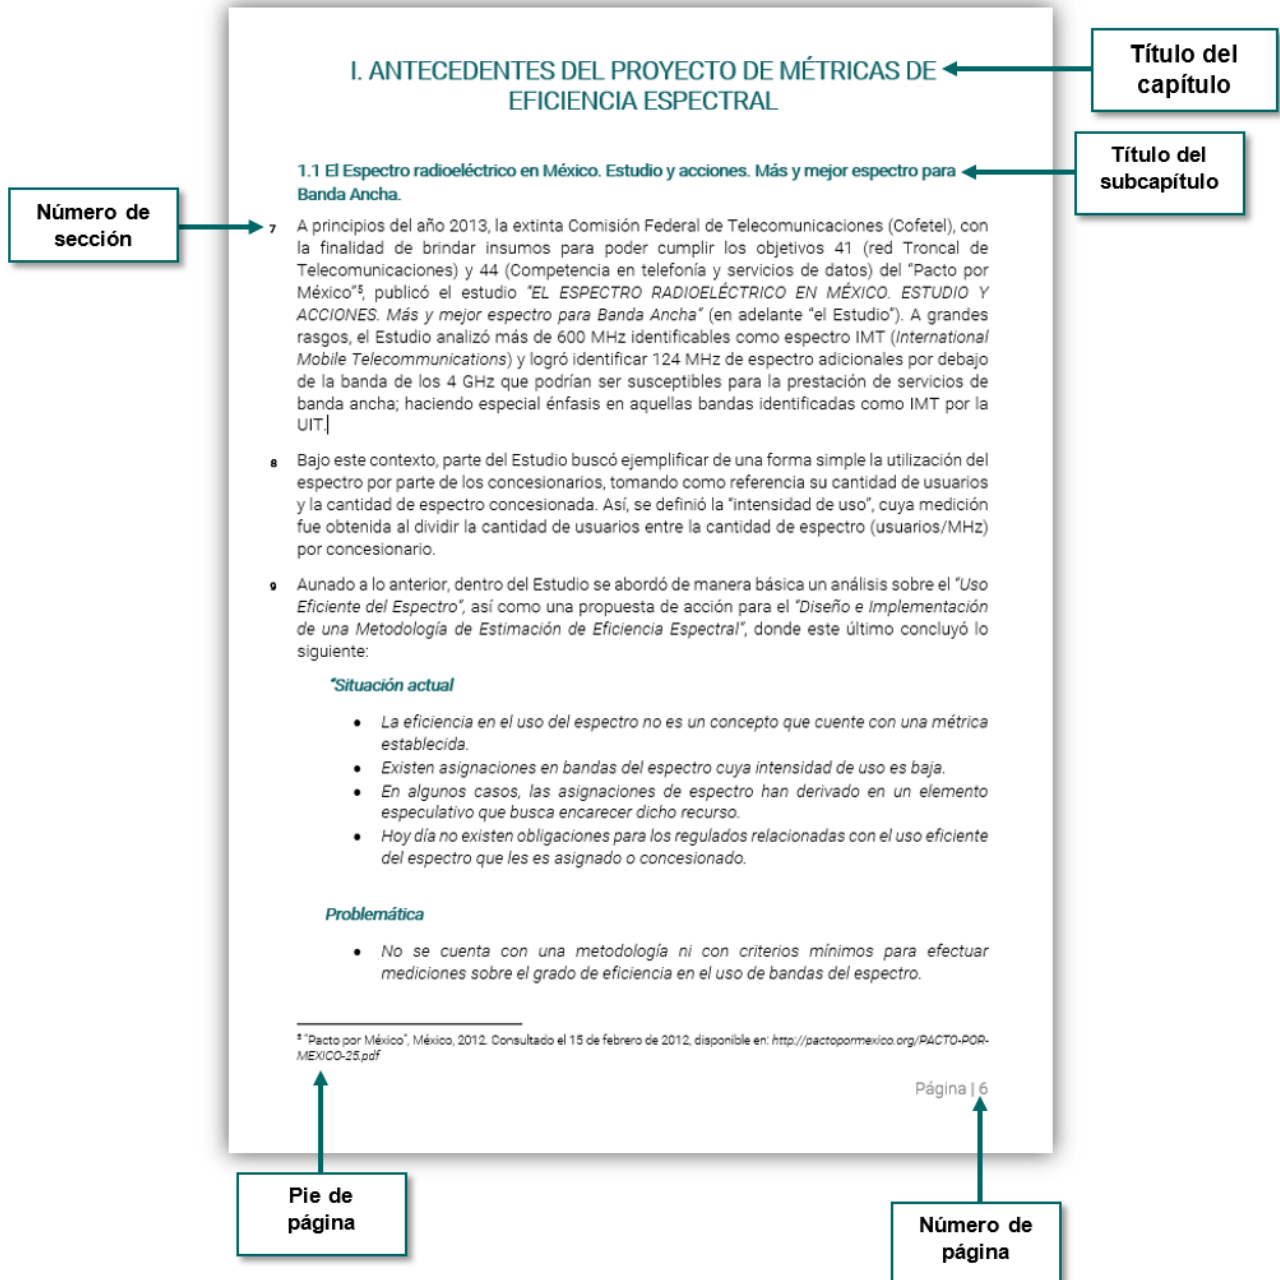 I. ANTECEDENTES DEL PROYECTO DE MÉTRICAS DE
EFICIENCIA ESPECTRAL
Título del
capítulo
1.1 El Espectro radioeléctrico en México. Estudio y acciones. Más y mejor espectro para
Banda Ancha.
Título del
subcapítulo
Número de
sección
7 A principios del año 2013, la extinta Comisión Federal de Telecomunicaciones (Cofetel), con
la finalidad de brindar insumos para poder cumplir los objetivos 41 (red Troncal de
Telecomunicaciones) y 44 (Competencia en telefonía y servicios de datos) del “Pacto por
México”⁵, publicó el estudio “EL ESPECTRO RADIOELÉCTRICO EN MÉXICO. ESTUDIO Y
ACCIONES. Más y mejor espectro para Banda Ancha” (en adelante “el Estudio”). A grandes
rasgos, el Estudio analizó más de 600 MHz identificables como espectro IMT (International
Mobile Telecommunications) y logró identificar 124 MHz de espectro adicionales por debajo
de la banda de los 4 GHz que podrían ser susceptibles para la prestación de servicios de
banda ancha; haciendo especial énfasis en aquellas bandas identificadas como IMT por la
UIT.
8 Bajo este contexto, parte del Estudio buscó ejemplificar de una forma simple la utilización del
espectro por parte de los concesionarios, tomando como referencia su cantidad de usuarios
y la cantidad de espectro concesionada. Así, se definió la “intensidad de uso”, cuya medición
fue obtenida al dividir la cantidad de usuarios entre la cantidad de espectro (usuarios/MHz)
por concesionario.
9 Aunado a lo anterior, dentro del Estudio se abordó de manera básica un análisis sobre el “Uso
Eficiente del Espectro”, así como una propuesta de acción para el “Diseño e Implementación
de una Metodología de Estimación de Eficiencia Espectral”, donde este último concluyó lo
siguiente:
“Situación actual
• La eficiencia en el uso del espectro no es un concepto que cuente con una métrica
establecida.
• Existen asignaciones en bandas del espectro cuya intensidad de uso es baja.
• En algunos casos, las asignaciones de espectro han derivado en un elemento
especulativo que busca encarecer dicho recurso.
• Hoy día no existen obligaciones para los regulados relacionadas con el uso eficiente
del espectro que les es asignado o concesionado.
Problemática
• No se cuenta con una metodología ni con criterios mínimos para efectuar
mediciones sobre el grado de eficiencia en el uso de bandas del espectro.
⁵ “Pacto por México”, México, 2012. Consultado el 15 de febrero de 2012, disponible en: http://pactopormexico.org/PACTO-POR-
MEXICO-25.pdf
Página | 6
Pie de
página
Número de
página